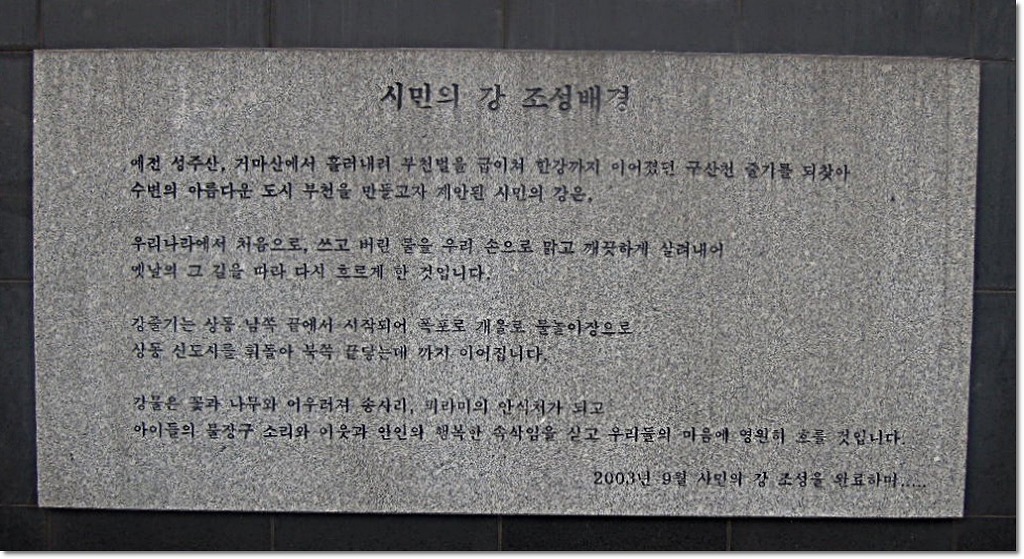 시민의 강 조성배경
예전 성주산, 거마산에서 흘러내려 부천벌을 굽이쳐 한강까지 이어졌던 구산천 줄기를 되찾아
수변의 아름다운 도시 부천을 만들고자 제안된 시민의 강은,
우리나라에서 처음으로, 쓰고 버린 물을 우리 손으로 맑고 깨끗하게 살려내어
옛날의 그 길을 따라 다시 흐르게 한 것입니다.
강줄기는 상동 남쪽 끝에서 시작되어 폭포로 개울로 물놀이장으로
상동 신도시를 휘돌아 북쪽 끝닿는데 까지 이어집니다.
강물은 꽃과 나무와 어우러져 송사리, 피라미의 안식처가 되고
아이들의 물장구 소리와 이웃과 연인의 행복한 속삭임을 싣고 우리들의 마음에 영원히 흐를 것입니다.
2003년 9월 시민의 강 조성을 완료하며.....